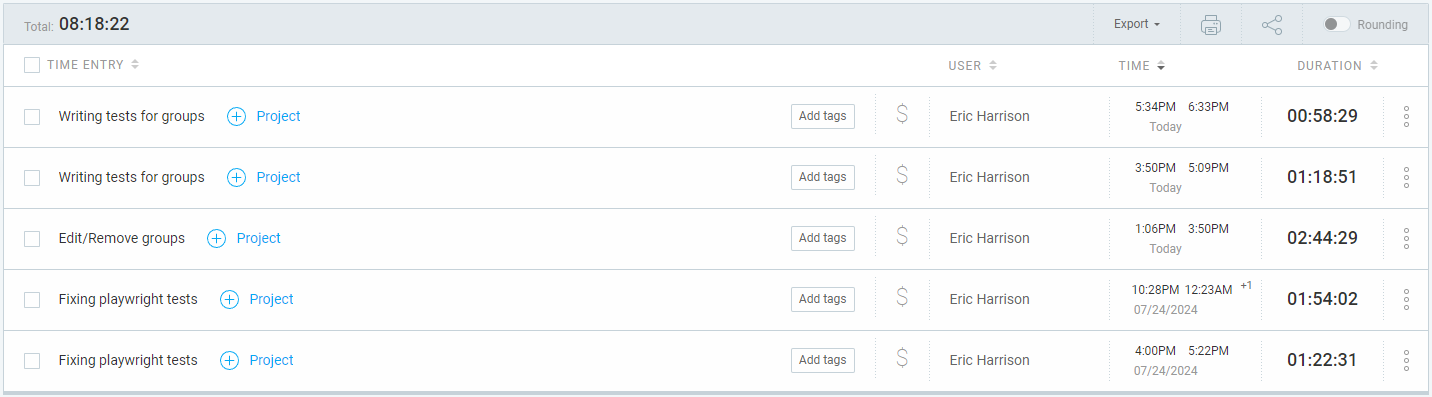 Total: 08:18:22 Export Rounding
TIME ENTRY USER TIME DURATION
Writing tests for groups Project Add tags $ Eric Harrison 5:34PM 6:33PM 00:58:29
Today
Writing tests for groups Project Add tags $ Eric Harrison 3:50PM 5:09PM 01:18:51
Today
Edit/Remove groups Project Add tags $ Eric Harrison 1:06PM 3:50PM 02:44:29
Today
Fixing playwright tests Project Add tags $ Eric Harrison 10:28PM 12:23AM +1 01:54:02
07/24/2024
Fixing playwright tests Project Add tags $ Eric Harrison 4:00PM 5:22PM 01:22:31
07/24/2024